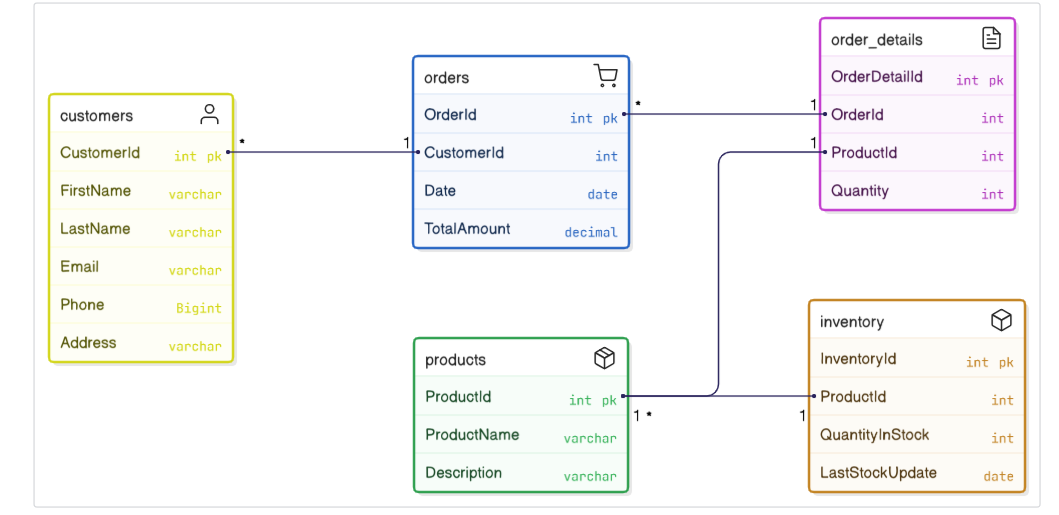 customers
CustomerId int pk
FirstName varchar
LastName varchar
Email varchar
Phone Bigint
Address varchar
*
1
orders
OrderId int pk
CustomerId int
Date date
TotalAmount decimal
*
1
1
order_details
OrderDetailId int pk
OrderId int
ProductId int
Quantity int
products
ProductId int pk
ProductName varchar
Description varchar
1 *
1
inventory
InventoryId int pk
ProductId int
QuantityInStock int
LastStockUpdate date